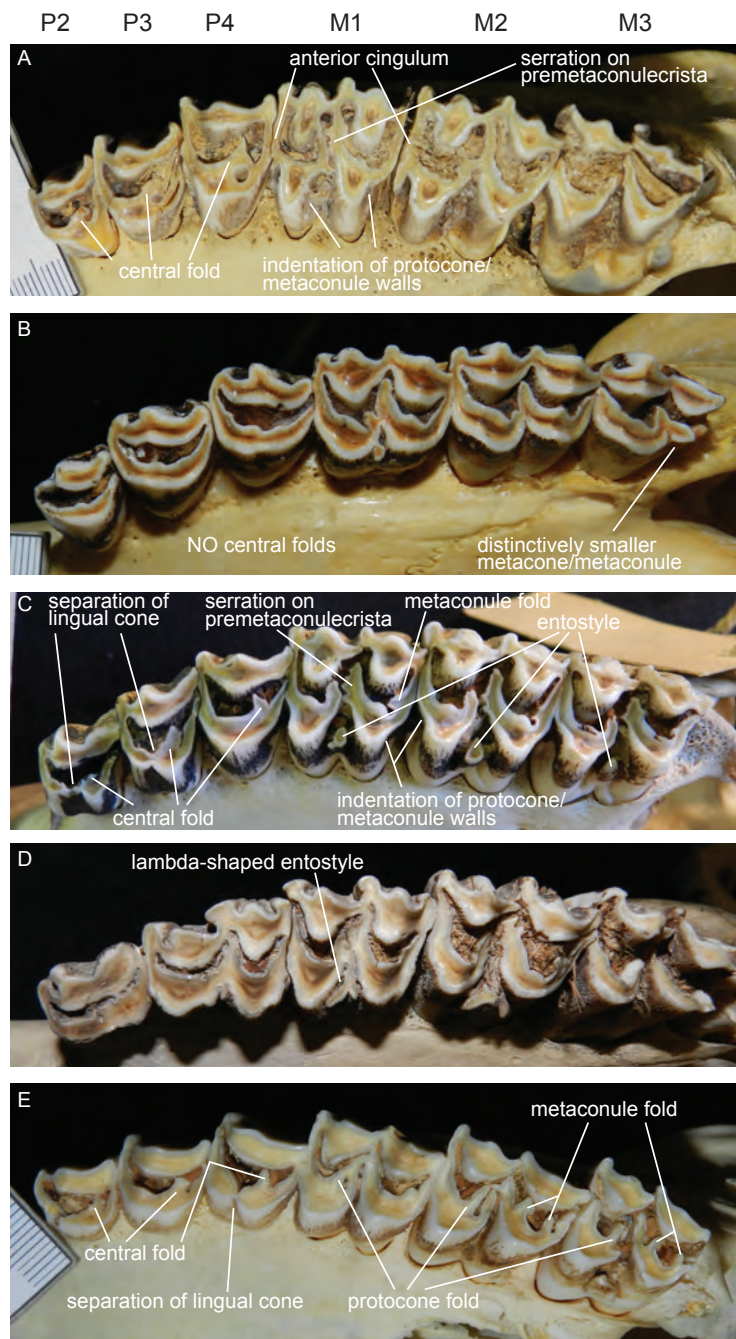 P2 P3 P4 M1 M2 M3
A
anterior cingulum
serration on
premetaconulecrista
central fold
indentation of protocone/
metaconule walls
B
NO central folds
distinctively smaller
metacone/metaconule
C
separation of
lingual cone
serration on
premetaconulecrista
metaconule fold
entostyle
central fold
indentation of protocone/
metaconule walls
D
lambda-shaped entostyle
E
metaconule fold
central fold
separation of lingual cone
protocone fold